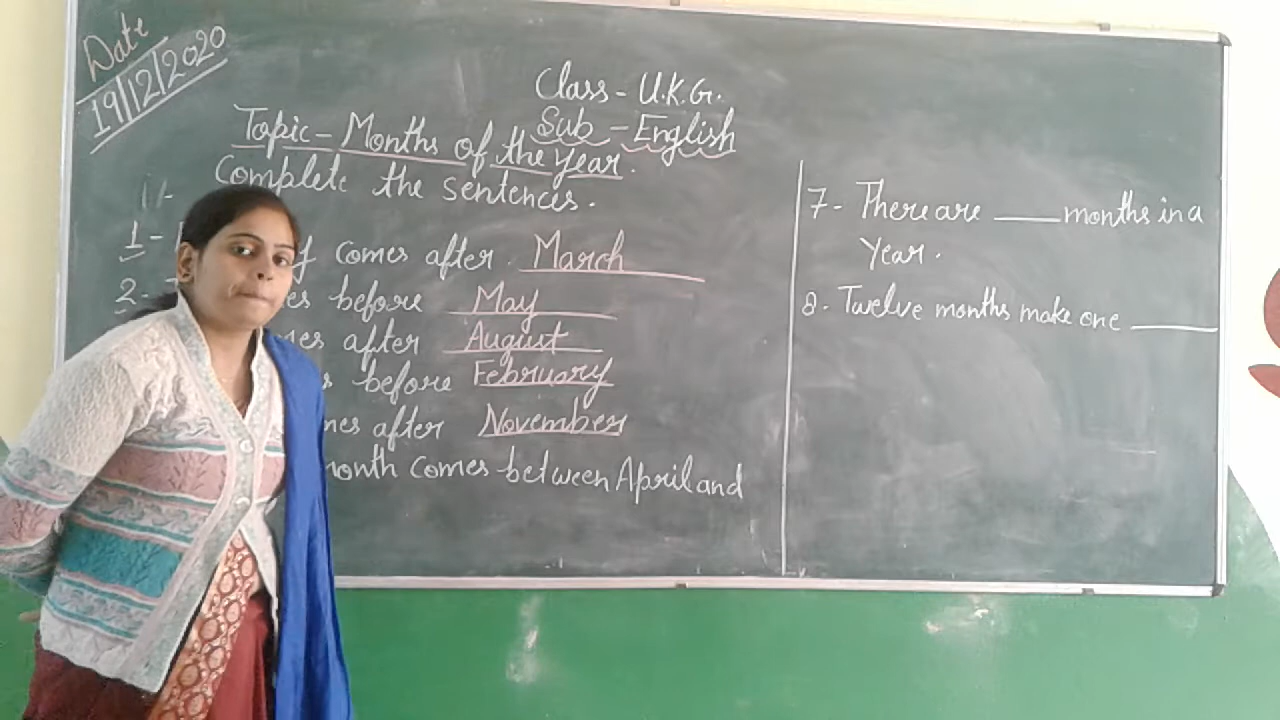 Date
19/12/2020
Class - U.K.G.
Sub - English
Topic - Months of the year.
Complete the sentences.
1- comes after. March
2- before May
after August
before February
after November
month comes between April and
7- There are ____ months in a
year.
8. Twelve months make one ____